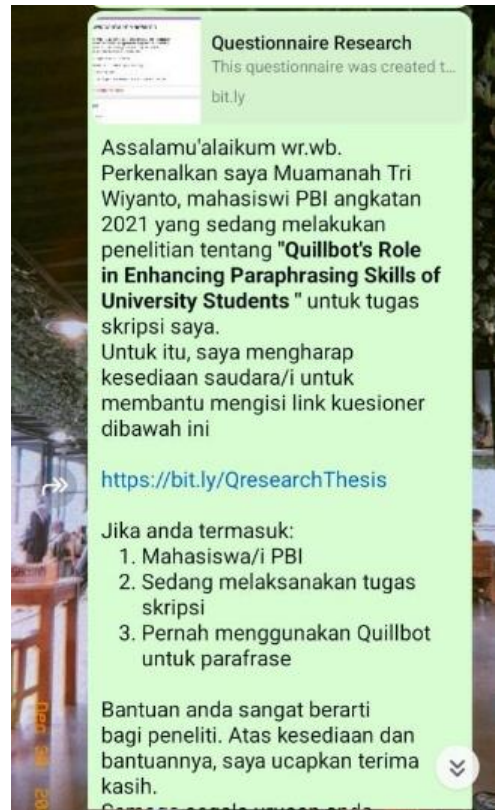 Questionnaire Research
This questionnaire was created t...
bit.ly
Assalamu'alaikum wr.wb.
Perkenalkan saya Muamanah Tri
Wiyanto, mahasiswi PBI angkatan
2021 yang sedang melakukan
penelitian tentang "Quillbot's Role
in Enhancing Paraphrasing Skills of
University Students " untuk tugas
skripsi saya.
Untuk itu, saya mengharap
kesediaan saudara/i untuk
membantu mengisi link kuesioner
dibawah ini
https://bit.ly/QresearchThesis
Jika anda termasuk:
1. Mahasiswa/i PBI
2. Sedang melaksanakan tugas
skripsi
3. Pernah menggunakan Quillbot
untuk parafrase
Bantuan anda sangat berarti
bagi peneliti. Atas kesediaan dan
bantuannya, saya ucapkan terima
kasih.